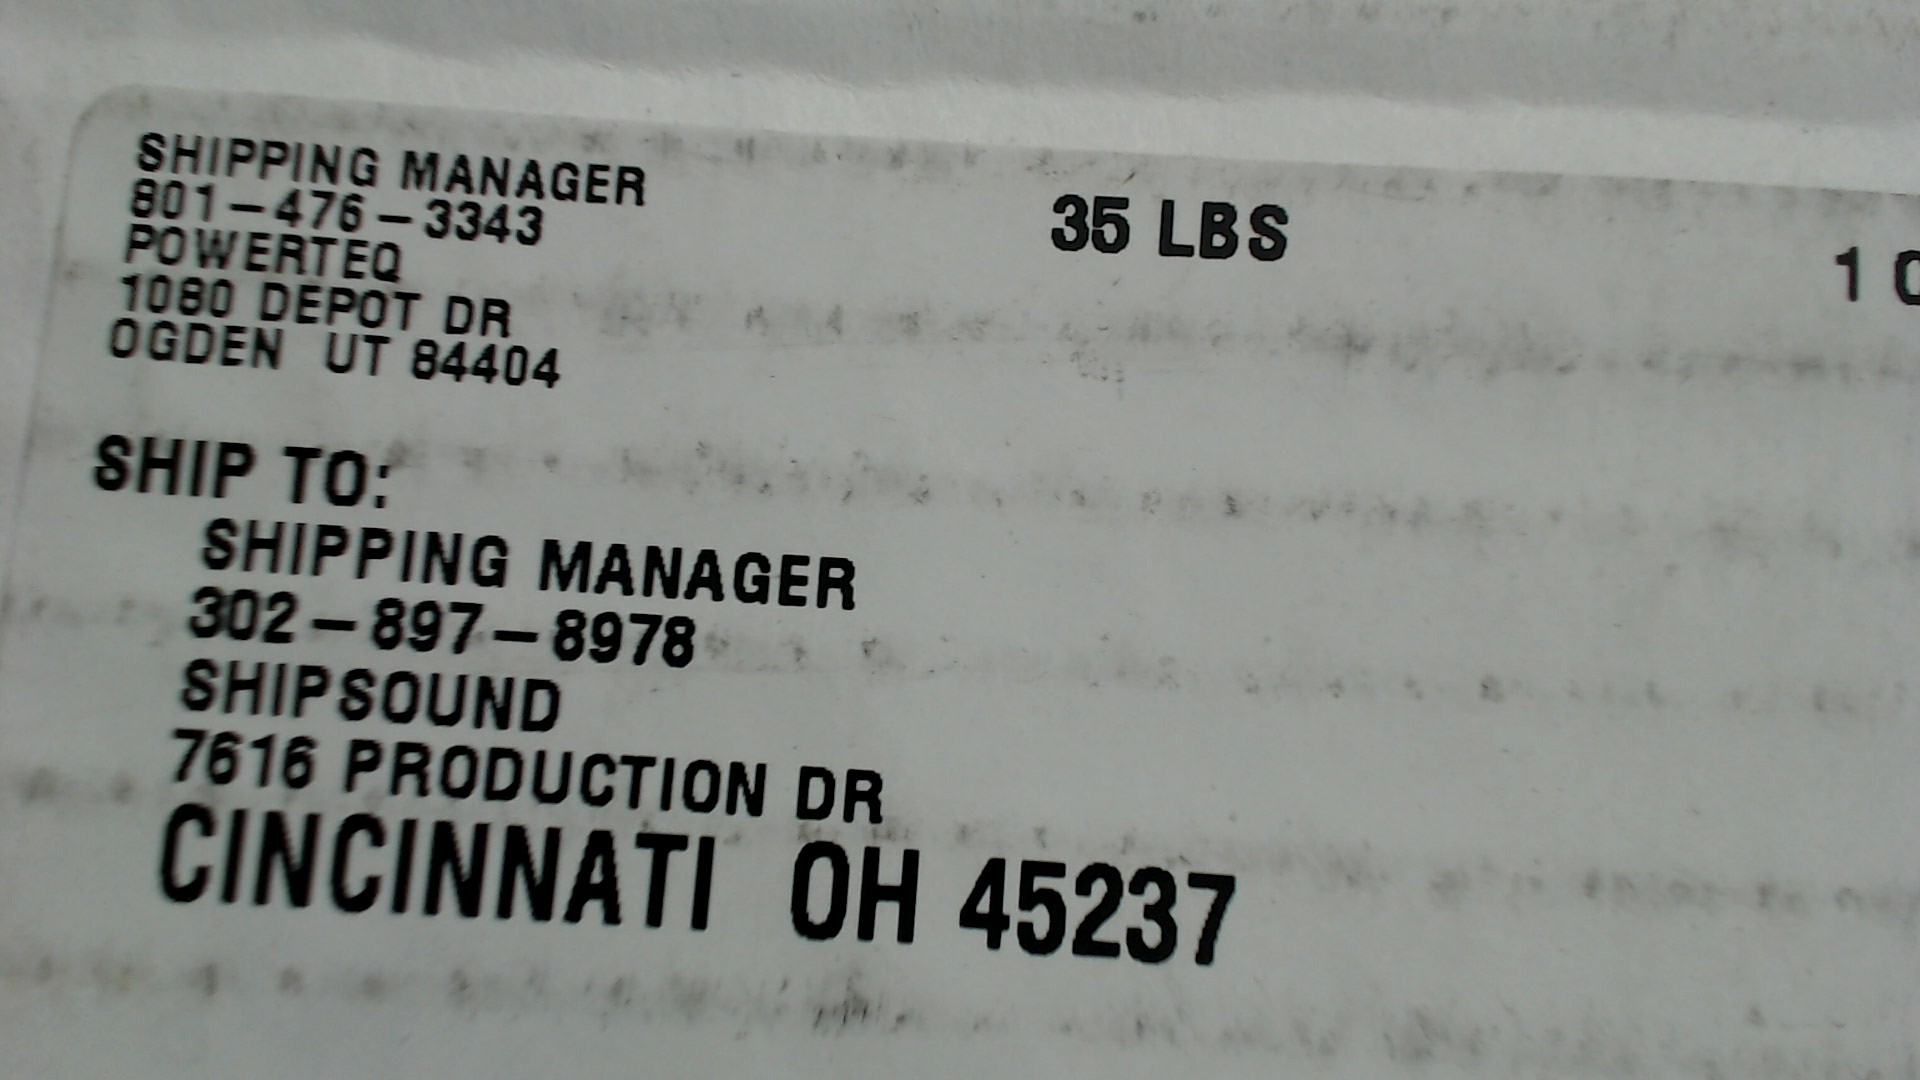 SHIPPING MANAGER
801-476-3343
POWERTEQ
1080 DEPOT DR
OGDEN UT 84404
35 LBS
1
SHIP TO:
SHIPPING MANAGER
302-897-8978
SHIPSOUND
7616 PRODUCTION DR
CINCINNATI OH 45237